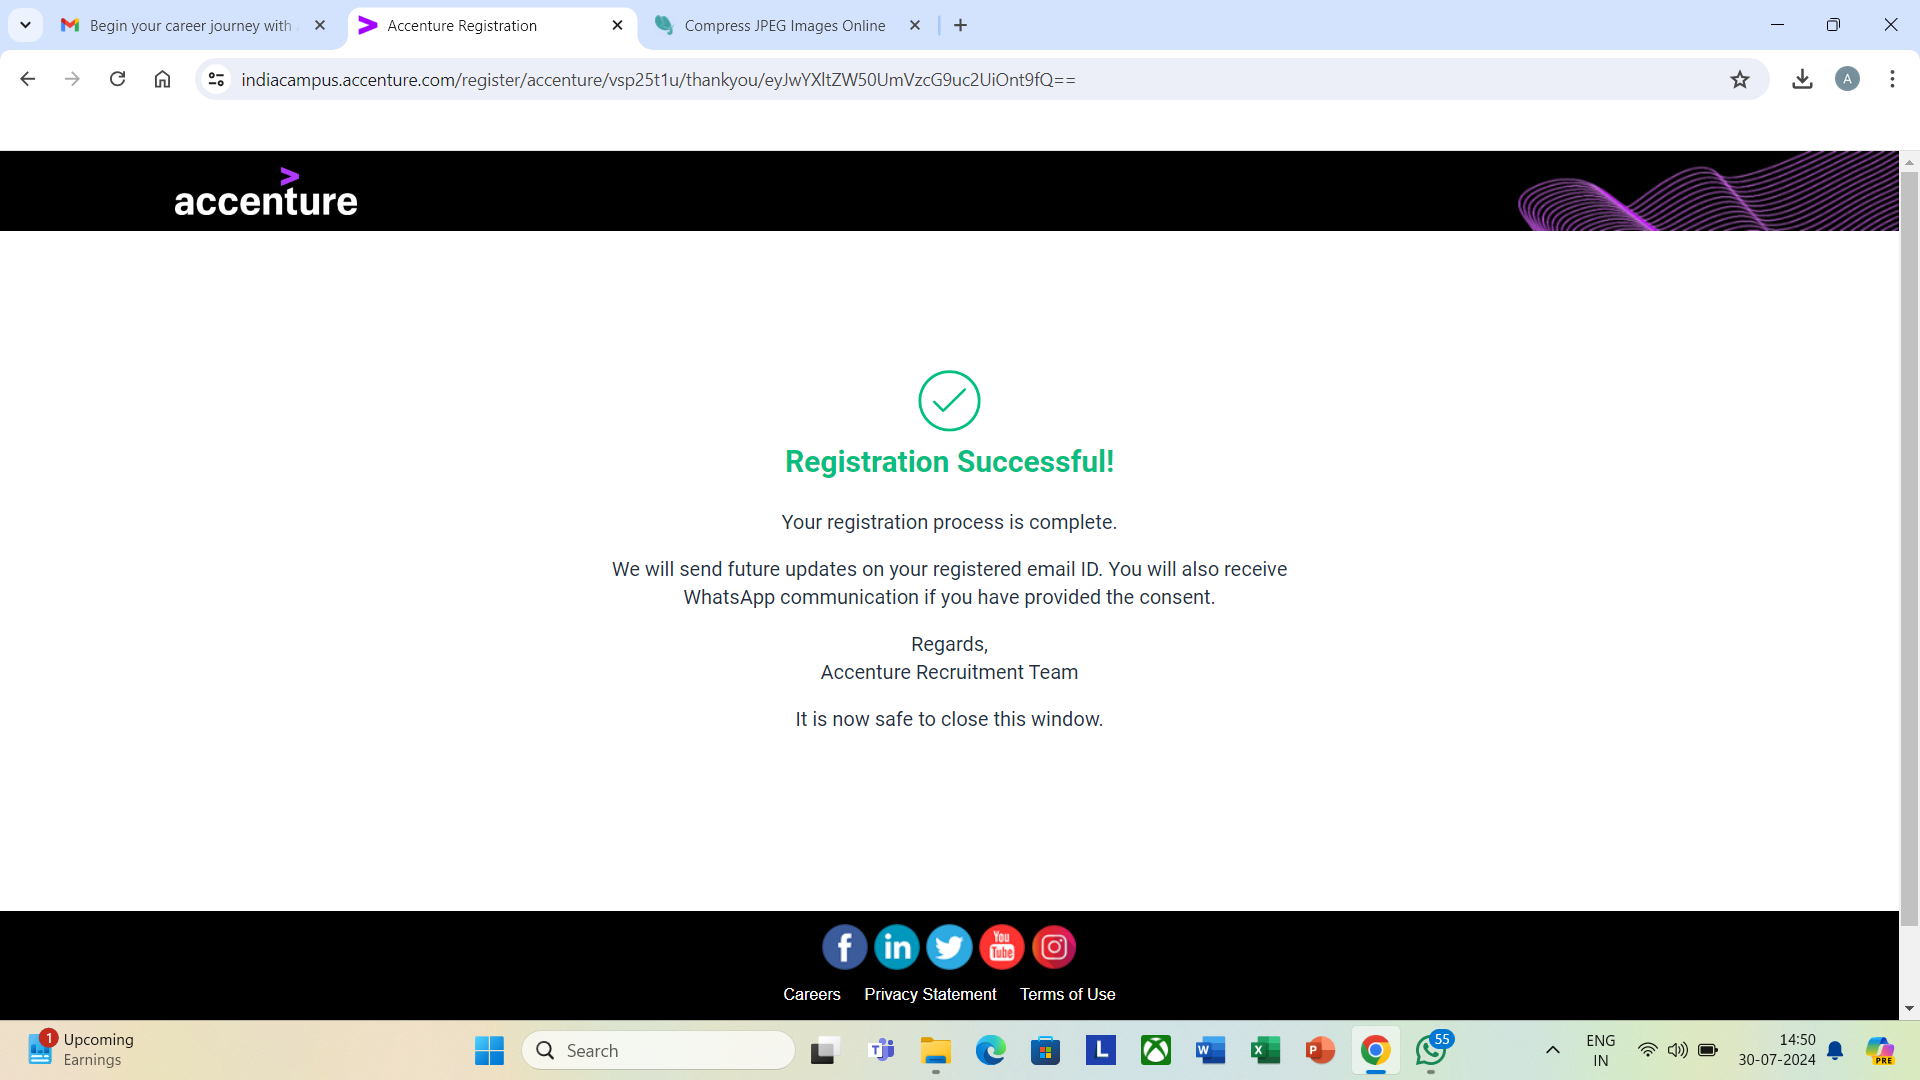 Begin your career journey with
Accenture Registration
Compress JPEG Images Online
indiacampus.accenture.com/register/accenture/vsp25t1u/thankyou/eyJwYXltZW50UmVzcG9uc2UiOnt9fQ==
A
accenture
Registration Successful!
Your registration process is complete.
We will send future updates on your registered email ID. You will also receive
WhatsApp communication if you have provided the consent.
Regards,
Accenture Recruitment Team
It is now safe to close this window.
You
Tube
Careers Privacy Statement Terms of Use
1
Upcoming
Earnings
Search
55
ENG
IN
14:50
30-07-2024
PRE